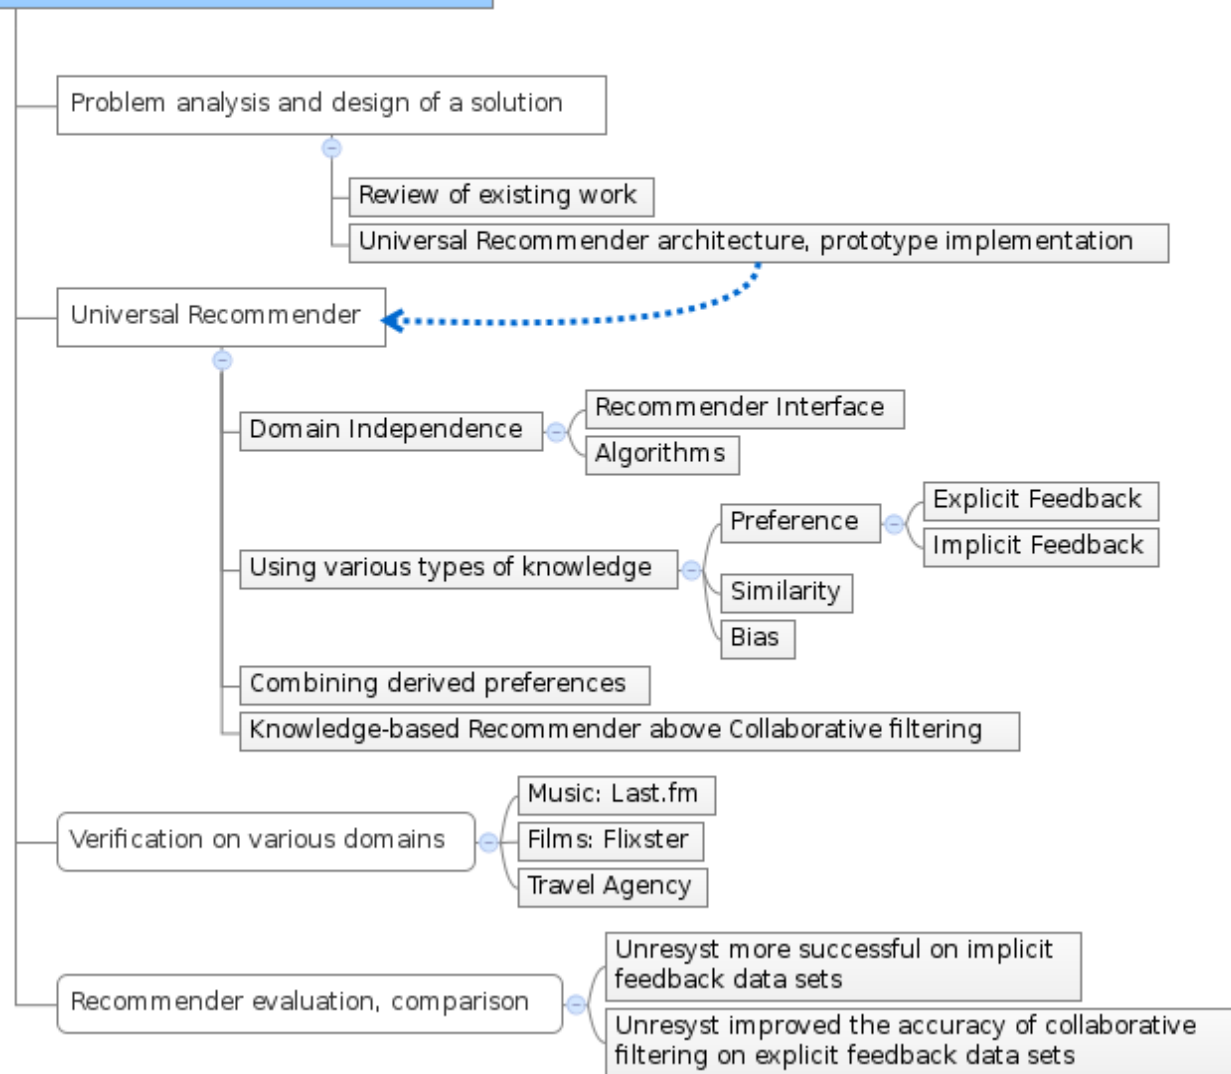 Problem analysis and design of a solution
Review of existing work
Universal Recommender architecture, prototype implementation
Universal Recommender
Domain Independence
Recommender Interface
Algorithms
Using various types of knowledge
Preference
Explicit Feedback
Implicit Feedback
Similarity
Bias
Combining derived preferences
Knowledge-based Recommender above Collaborative filtering
Verification on various domains
Music: Last.fm
Films: Flixster
Travel Agency
Recommender evaluation, comparison
Unresyst more successful on implicit
feedback data sets
Unresyst improved the accuracy of collaborative
filtering on explicit feedback data sets